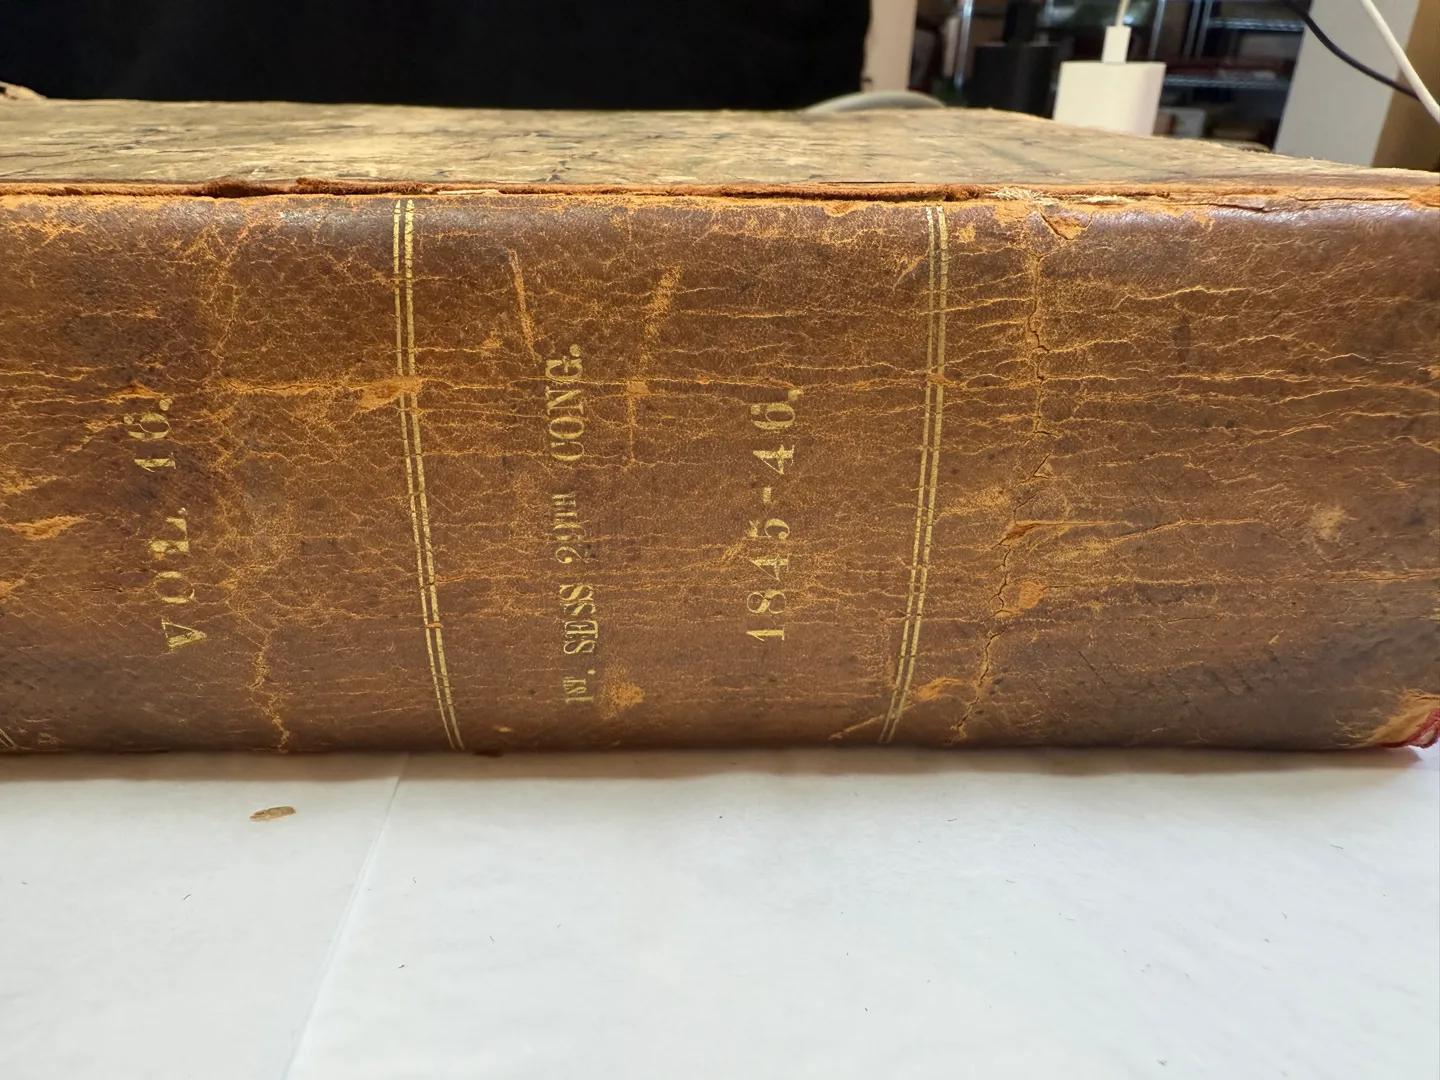 VOL. 16.
1ST. SESS 29TH CONG.
1845-46.